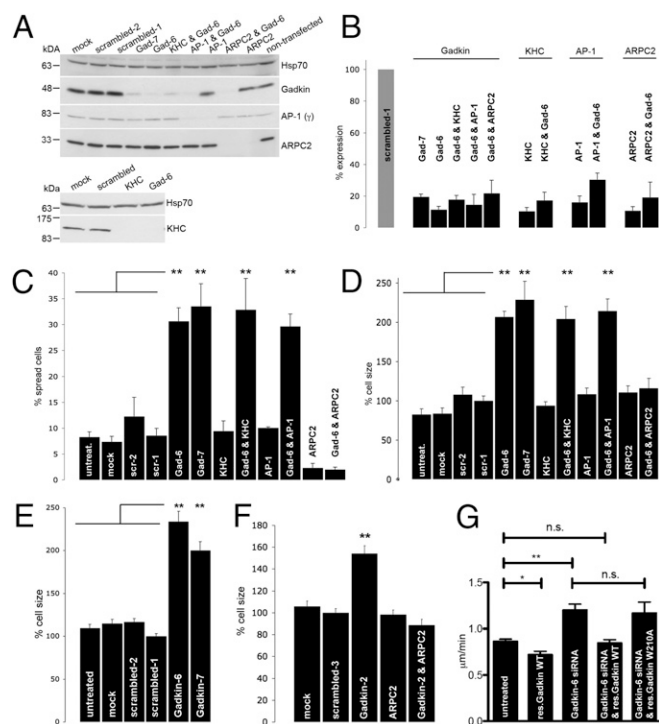 A
kDa
mock
scrambled-2
scrambled-1
Gad-7
Gad-6
KHC & Gad-6
AP-1 & Gad-6
AP-1
ARPC2 & Gad-6
ARPC2
non-transfected
63-
Hsp70
48-
Gadkin
83-
AP-1 (γ)
33-
ARPC2
kDa
mock
scrambled
KHC
Gad-6
63-
Hsp70
175-
KHC
83-
B
Gadkin
KHC
AP-1
ARPC2
% expression
100
80
60
40
20
0
scrambled-1
Gad-7
Gad-6
Gad-6 & KHC
Gad-6 & AP-1
Gad-6 & ARPC2
KHC
KHC & Gad-6
AP-1
AP-1 & Gad-6
ARPC2
ARPC2 & Gad-6
C
% spread cells
40
35
30
25
20
15
10
5
0
** ** ** **
untreat.
mock
scr-2
scr-1
Gad-6
Gad-7
KHC
Gad-6 & KHC
AP-1
Gad-6 & AP-1
ARPC2
Gad-6 & ARPC2
D
% cell size
250
200
150
100
50
0
** ** ** **
untreat.
mock
scr-2
scr-1
Gad-6
Gad-7
KHC
Gad-6 & KHC
AP-1
Gad-6 & AP-1
ARPC2
Gad-6 & ARPC2
E
% cell size
250
200
150
100
50
0
** **
untreated
mock
scrambled-2
scrambled-1
Gadkin-6
Gadkin-7
F
% cell size
180
160
140
120
100
80
60
40
20
0
**
mock
scrambled-3
Gadkin-2
ARPC2
Gadkin-2 & ARPC2
G
n.s.
**
*
n.s.
µm/min
1.5
1.0
0.5
0.0
untreated
res.Gadkin WT
Gadkin-6 siRNA
Gadkin-6 siRNA
& res.Gadkin WT
Gadkin-6 siRNA
& res.Gadkin W210A